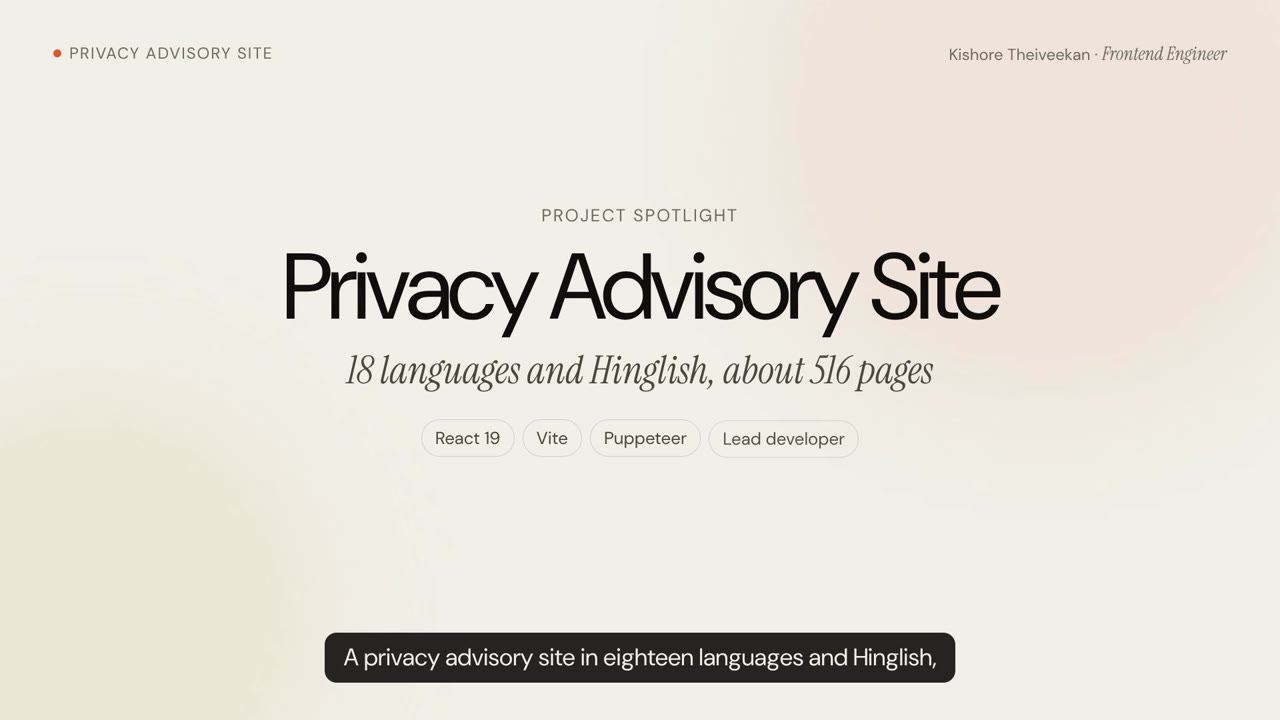 PRIVACY ADVISORY SITE
Kishore Theiveekan · Frontend Engineer
PROJECT SPOTLIGHT
Privacy Advisory Site
18 languages and Hinglish, about 516 pages
React 19 Vite Puppeteer Lead developer
A privacy advisory site in eighteen languages and Hinglish,